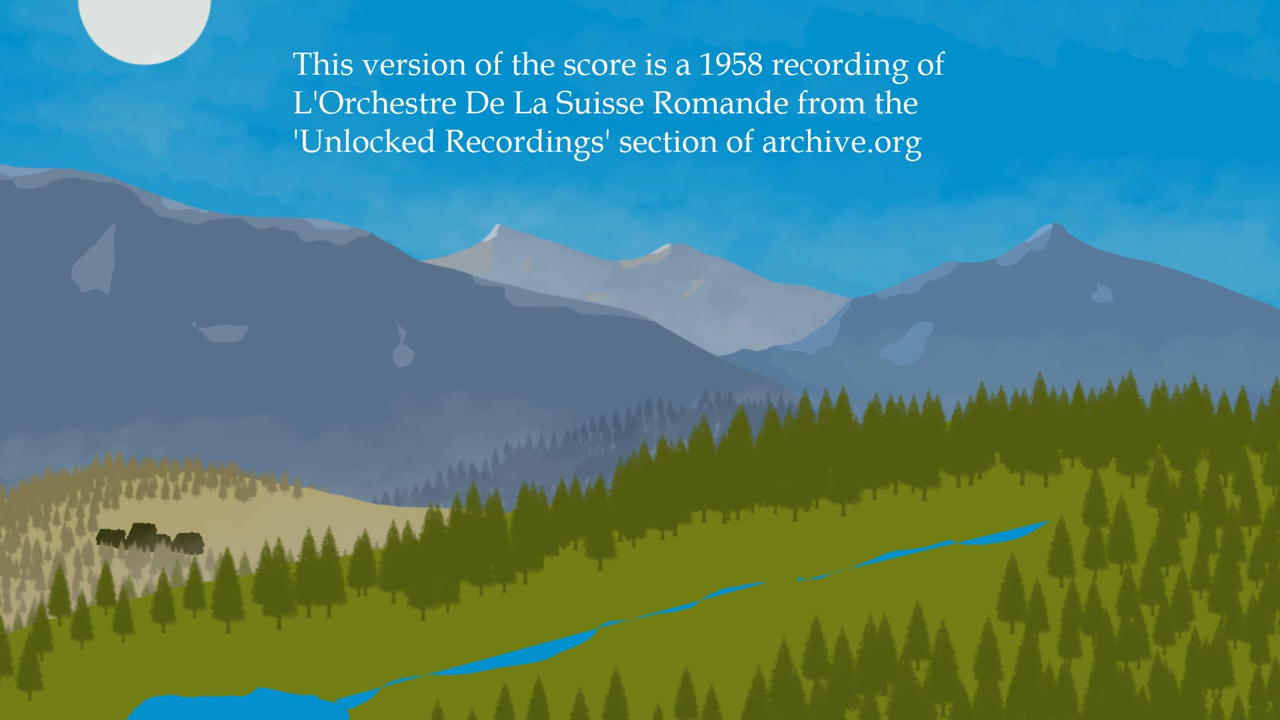 This version of the score is a 1958 recording of
L'Orchestre De La Suisse Romande from the
'Unlocked Recordings' section of archive.org